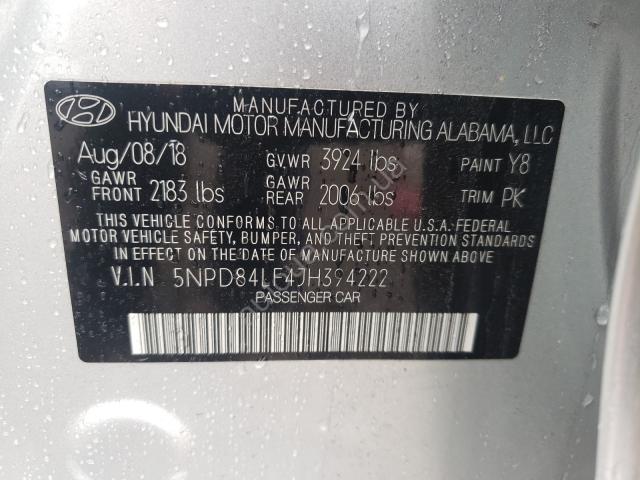 MANUFACTURED BY
HYUNDAI MOTOR MANUFACTURING ALABAMA, LLC
Aug/08/18 G.V.WR 3924 lbs PAINT Y8
GAWR FRONT 2183 lbs GAWR REAR 2006 lbs TRIM PK
THIS VEHICLE CONFORMS TO ALL APPLICABLE U.S.A. FEDERAL
MOTOR VEHICLE SAFETY, BUMPER, AND THEFT PREVENTION
STANDARDS IN EFFECT ON THE DATE OF MANUFACTURE SHOWN ABOVE.
V.I.N 5NPD84LF4JH394222
PASSENGER CAR